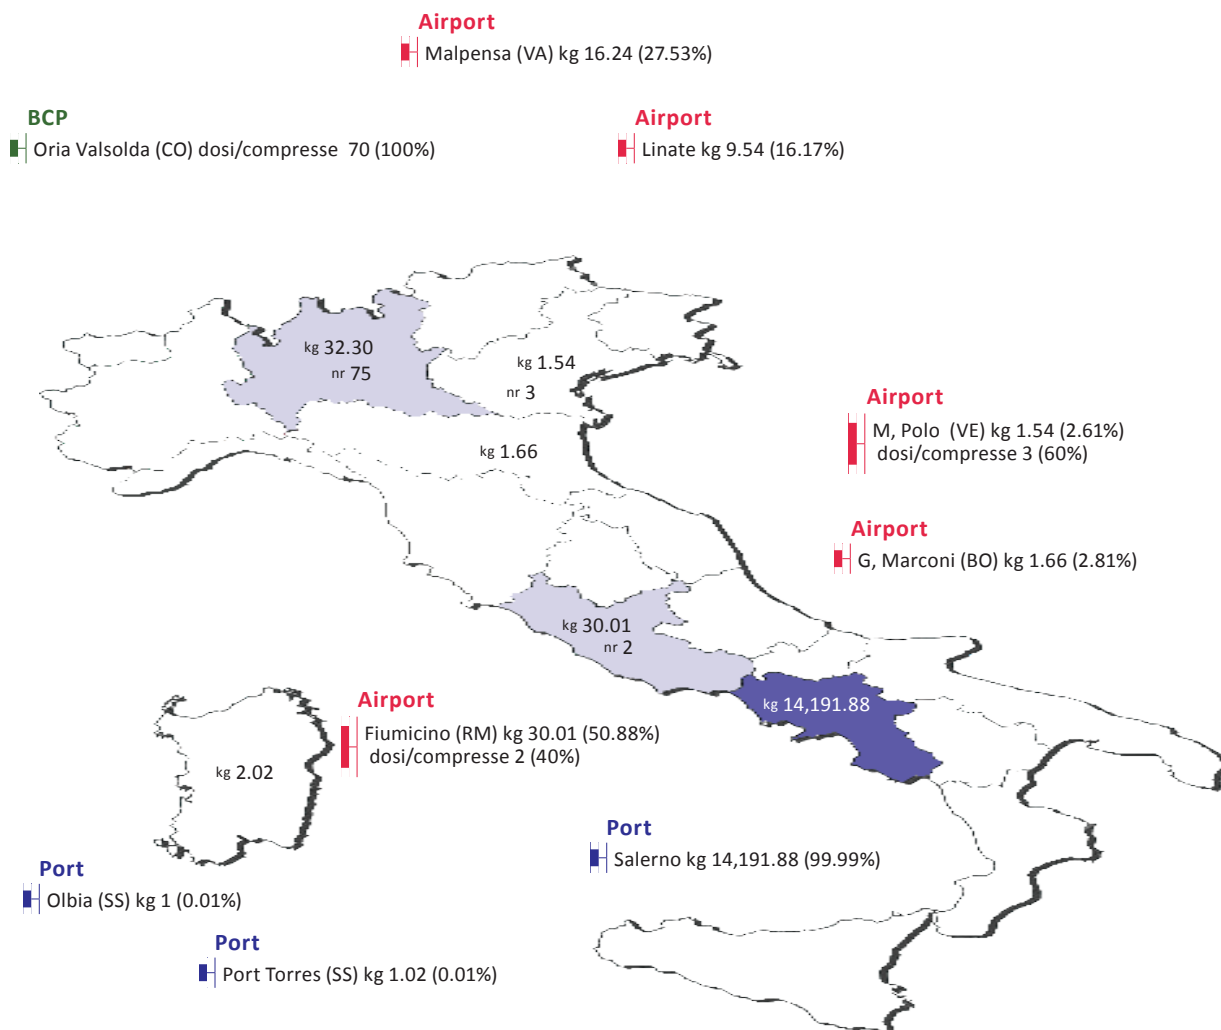 Airport
Malpensa (VA) kg 16.24 (27.53%)
BCP
Oria Valsolda (CO) dosi/compresse 70 (100%)
Airport
Linate kg 9.54 (16.17%)
kg 32.30
nr 75
kg 1.54
nr 3
kg 1.66
Airport
M, Polo (VE) kg 1.54 (2.61%)
dosi/compresse 3 (60%)
Airport
G, Marconi (BO) kg 1.66 (2.81%)
kg 30.01
nr 2
kg 14,191.88
Airport
Fiumicino (RM) kg 30.01 (50.88%)
dosi/compresse 2 (40%)
kg 2.02
Port
Salerno kg 14,191.88 (99.99%)
Port
Olbia (SS) kg 1 (0.01%)
Port
Port Torres (SS) kg 1.02 (0.01%)